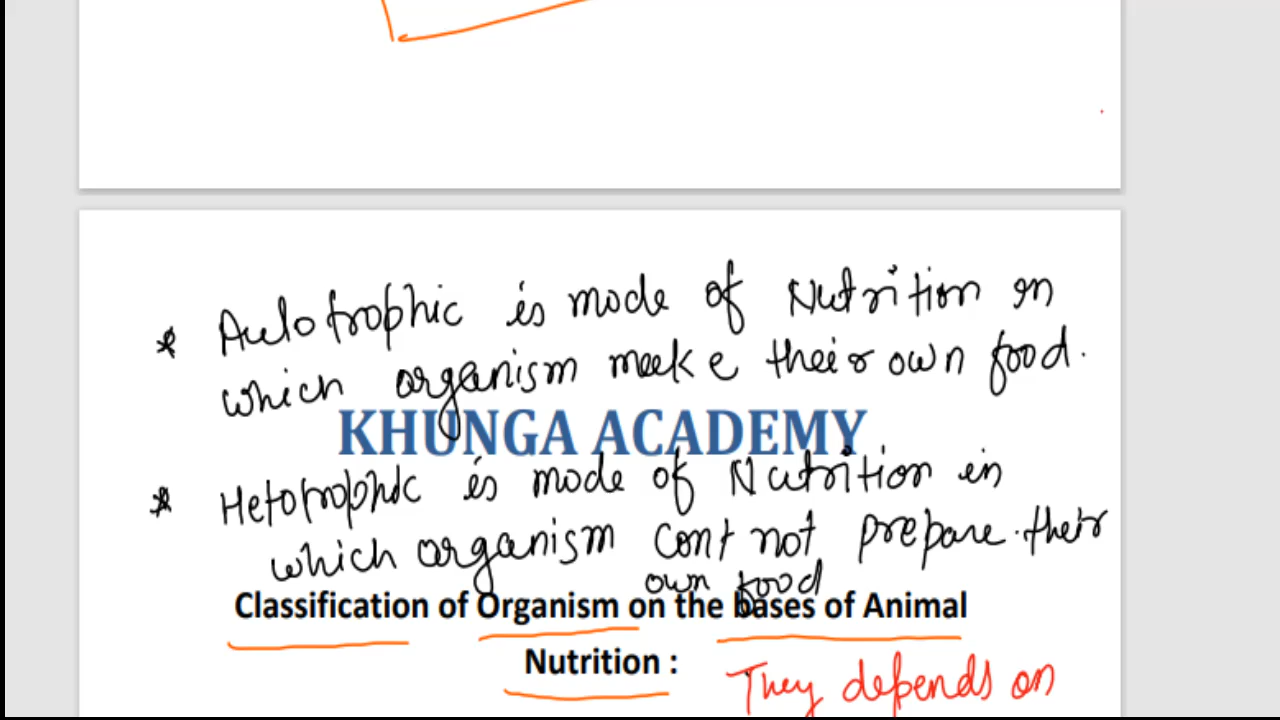 * Autotrophic is mode of Nutrition in
which organism make their own food.
KHUNGA ACADEMY
* Hetotrophic is mode of Nutrition in
which organism cont not prepare their
own food
Classification of Organism on the bases of Animal
Nutrition :
They depends on